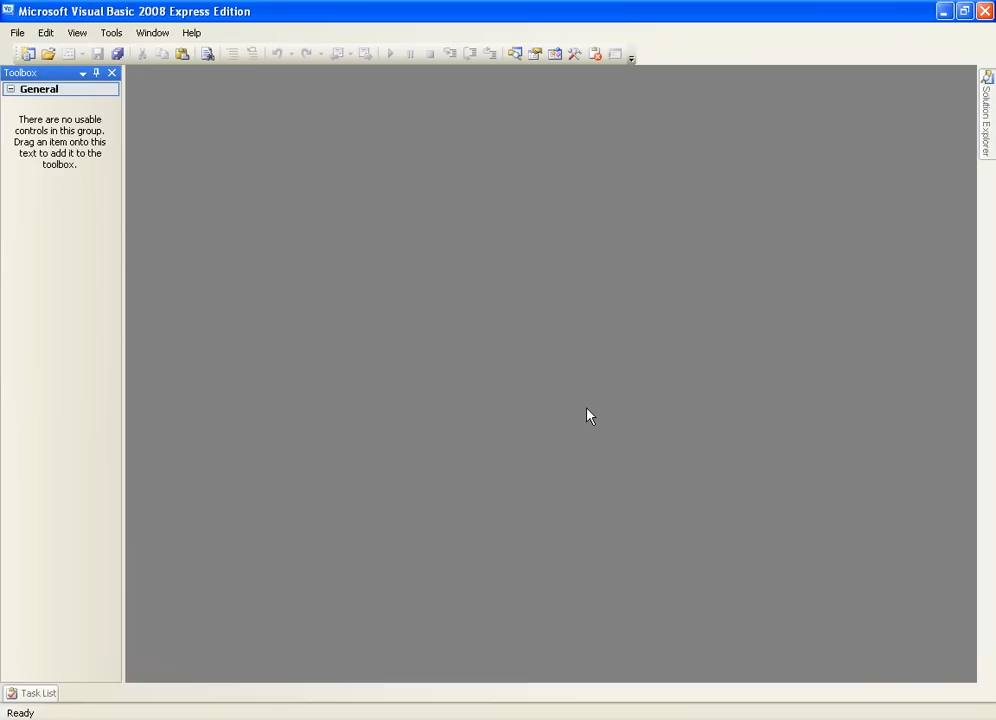 Microsoft Visual Basic 2008 Express Edition
File Edit View Tools Window Help
Toolbox
General
There are no usable
controls in this group.
Drag an item onto this
text to add it to the
toolbox.
Solution Explorer
Task List
Ready